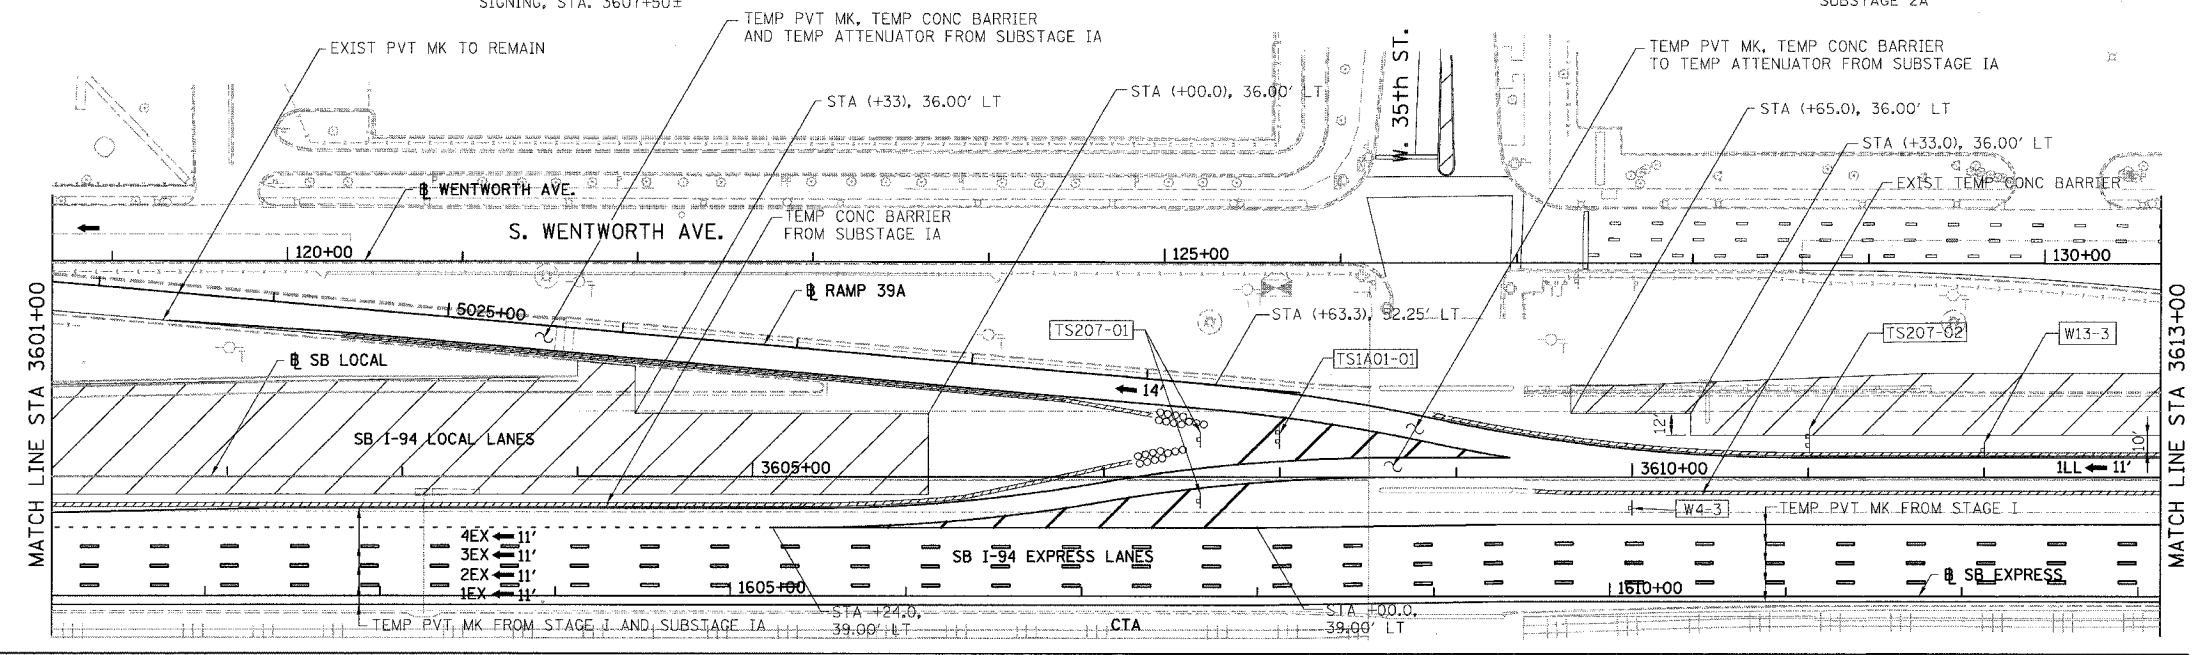 SIGNING, STA. 3607+50±
SUBSTAGE 2A
TEMP PVT MK, TEMP CONC BARRIER
AND TEMP ATTENUATOR FROM SUBSTAGE IA
EXIST PVT MK TO REMAIN
TEMP PVT MK, TEMP CONC BARRIER
TO TEMP ATTENUATOR FROM SUBSTAGE IA
STA (+33), 36.00' LT
STA (+00.0), 36.00' LT
W. 35th ST.
STA (+65.0), 36.00' LT
STA (+33.0), 36.00' LT
EXIST TEMP CONC BARRIER
WENTWORTH AVE.
S. WENTWORTH AVE.
TEMP CONC BARRIER
FROM SUBSTAGE IA
120+00
125+00
130+00
MATCH LINE STA 3601+00
5025+00
RAMP 39A
STA (+63.3), 52.25' LT
TS207-01
TS1A01-01
TS207-02
W13-3
MATCH LINE STA 3613+00
SB LOCAL
14'
12'
10'
SB I-94 LOCAL LANES
3605+00
3610+00
1LL 11'
W4-3
TEMP PVT MK FROM STAGE I
4EX 11'
3EX 11'
2EX 11'
1EX 11'
SB I-94 EXPRESS LANES
1605+00
1610+00
SB EXPRESS
STA +24.0,
39.00' LT
STA +00.0,
39.00' LT
TEMP PVT MK FROM STAGE I AND SUBSTAGE IA
CTA